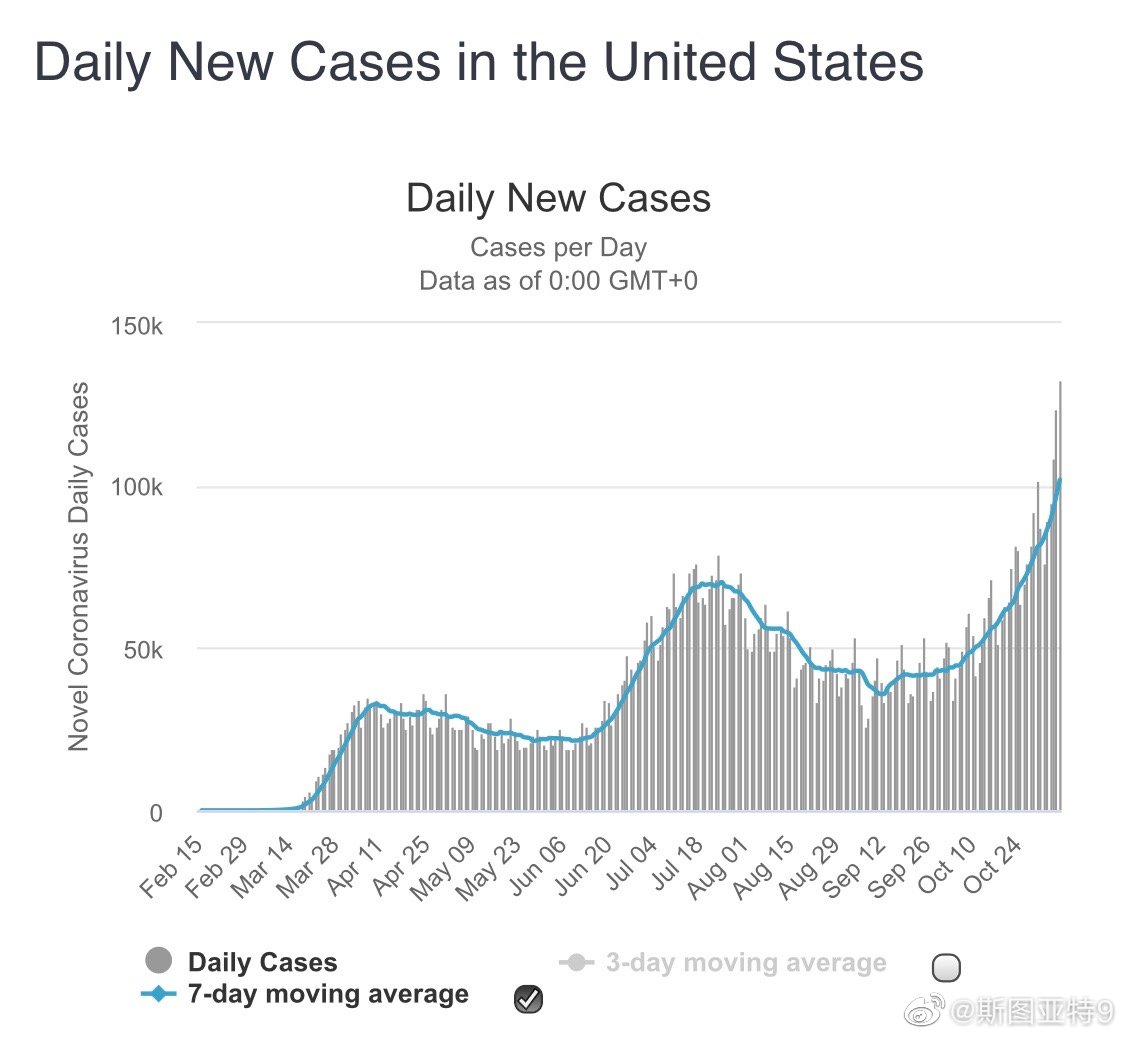 Daily New Cases in the United States
Daily New Cases
Cases per Day
Data as of 0:00 GMT+0
Novel Coronavirus Daily Cases
150k
100k
50k
0
Feb 15
Feb 29
Mar 14
Mar 28
Apr 11
Apr 25
May 09
May 23
Jun 06
Jun 20
Jul 04
Jul 18
Aug 01
Aug 15
Aug 29
Sep 12
Sep 26
Oct 10
Oct 24
Daily Cases
3-day moving average
7-day moving average
@斯图亚特9